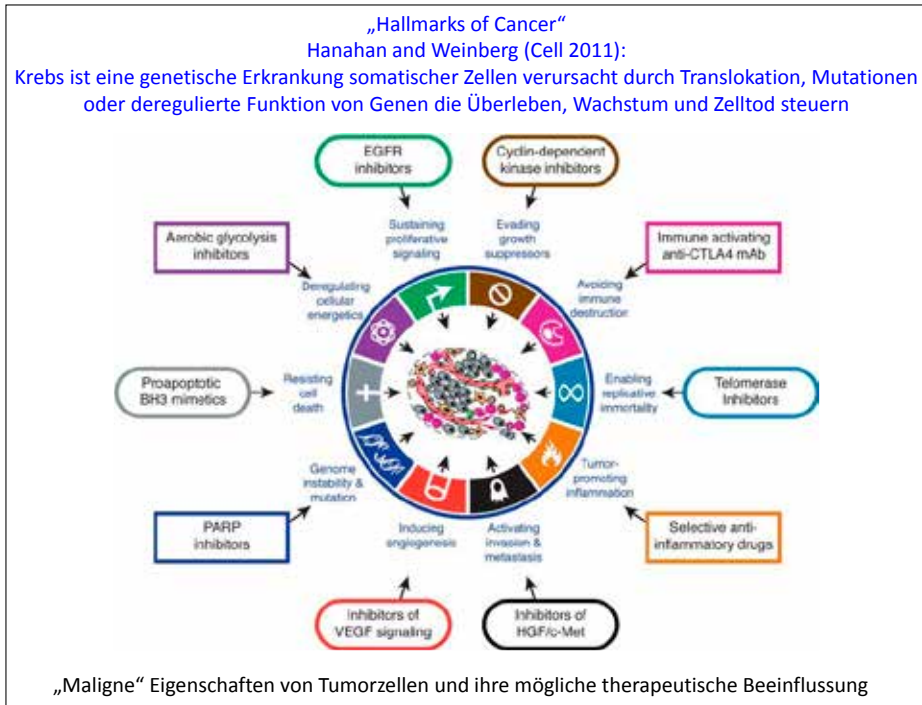 „Hallmarks of Cancer“
Hanahan and Weinberg (Cell 2011):
Krebs ist eine genetische Erkrankung somatischer Zellen verursacht durch Translokation, Mutationen
oder deregulierte Funktion von Genen die Überleben, Wachstum und Zelltod steuern
EGFR
inhibitors
Cyclin-dependent
kinase inhibitors
Sustaining
proliferative
signaling
Evading
growth
suppressors
Aerobic glycolysis
inhibitors
Immune activating
anti-CTLA4 mAb
Deregulating
cellular
energetics
Avoiding
immune
destruction
Proapoptotic
BH3 mimetics
Resisting
cell
death
Enabling
replicative
immortality
Telomerase
Inhibitors
Genome
instability &
mutation
Tumor-
promoting
inflammation
PARP
inhibitors
Inducing
angiogenesis
Activating
invasion &
metastasis
Selective anti-
inflammatory drugs
Inhibitors of
VEGF signaling
Inhibitors of
HGF/c-Met
„Maligne“ Eigenschaften von Tumorzellen und ihre mögliche therapeutische Beeinflussung